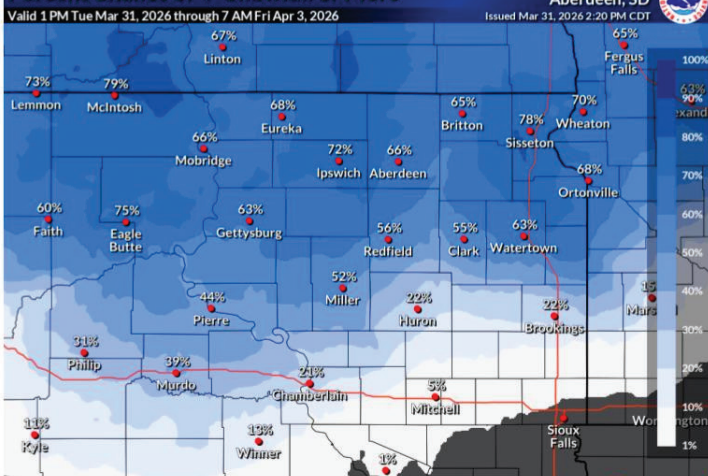 Aberdeen, SD
Valid 1 PM Tue Mar 31, 2026 through 7 AM Fri Apr 3, 2026
Issued Mar 31, 2026 2:20 PM CDT
67%
Linton
65%
Fergus
Falls
100%
73%
Lemmon
79%
McIntosh
63%
90%
68%
Eureka
65%
Britton
70%
Wheaton
78%
Sisseton
80%
66%
Mobridge
72%
Ipswich
66%
Aberdeen
70%
68%
Ortonville
60%
60%
Faith
75%
Eagle
Butte
63%
Gettysburg
56%
Redfield
55%
Clark
63%
Watertown
50%
52%
Miller
40%
44%
Pierre
22%
Huron
22%
Brookings
30%
31%
Philip
39%
Murdo
21%
Chamberlain
20%
5%
Mitchell
10%
11%
Kyle
13%
Winner
Sioux
Falls
1%
1%